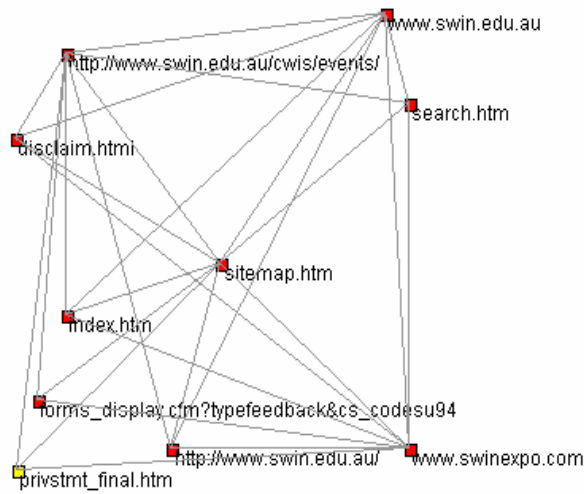 www.swin.edu.au
http://www.swin.edu.au/cwis/events/
search.htm
disclaim.html
sitemap.htm
index.htm
forms_display.cfm?typefeedback&cs_codesu94
http://www.swin.edu.au/
www.swinexpo.com
privstmt_final.htm